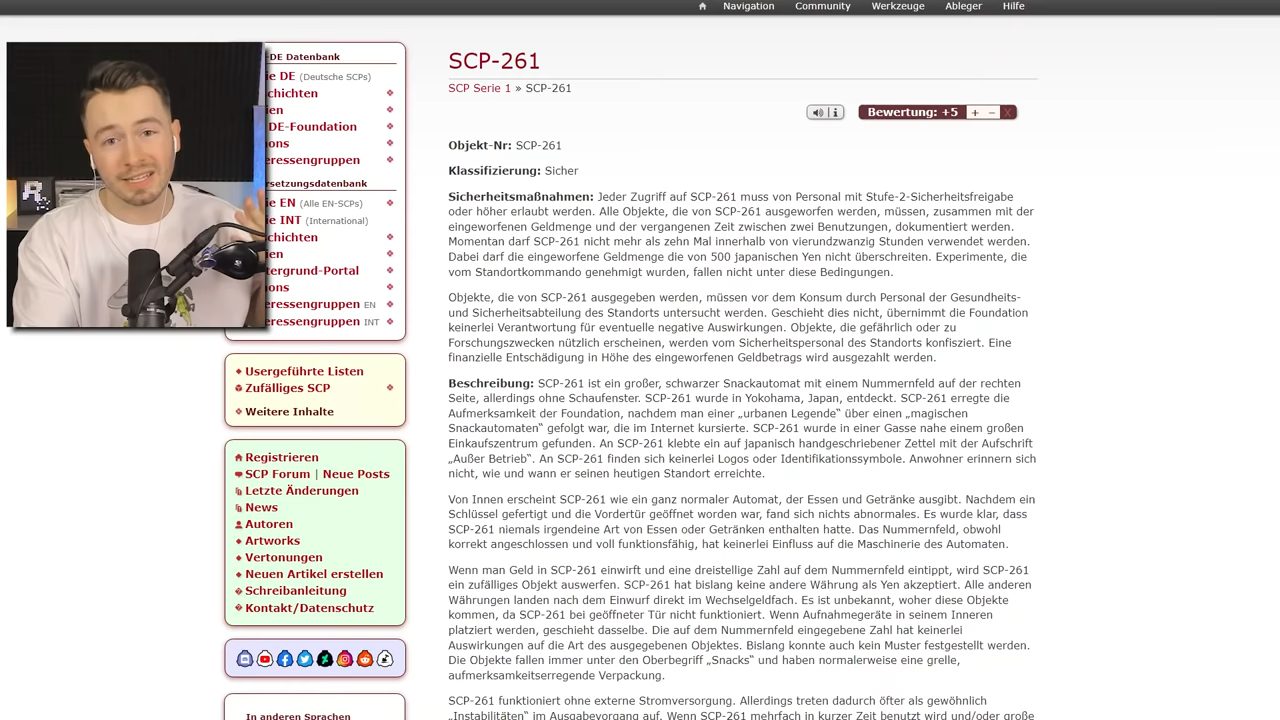 Navigation Community Werkzeuge Ableger Hilfe
-DE Datenbank
ie DE (Deutsche SCPs)
chichten
ien
DE-Foundation
ons
eressengruppen
rsetzungsdatenbank
ie EN (Alle EN-SCPs)
ie INT (International)
chichten
ien
tergrund-Portal
ons
eressengruppen EN
eressengruppen INT
Usergeführte Listen
Zufälliges SCP
Weitere Inhalte
Registrieren
SCP Forum | Neue Posts
Letzte Änderungen
News
Autoren
Artworks
Vertonungen
Neuen Artikel erstellen
Schreibanleitung
Kontakt/Datenschutz
In anderen Sprachen
SCP-261
SCP Serie 1 » SCP-261
Bewertung: +5 + – X
Objekt-Nr: SCP-261
Klassifizierung: Sicher
Sicherheitsmaßnahmen: Jeder Zugriff auf SCP-261 muss von Personal mit Stufe-2-Sicherheitsfreigabe
oder höher erlaubt werden. Alle Objekte, die von SCP-261 ausgeworfen werden, müssen, zusammen mit der
eingeworfenen Geldmenge und der vergangenen Zeit zwischen zwei Benutzungen, dokumentiert werden.
Momentan darf SCP-261 nicht mehr als zehn Mal innerhalb von vierundzwanzig Stunden verwendet werden.
Dabei darf die eingeworfene Geldmenge die von 500 japanischen Yen nicht überschreiten. Experimente, die
vom Standortkommando genehmigt wurden, fallen nicht unter diese Bedingungen.
Objekte, die von SCP-261 ausgegeben werden, müssen vor dem Konsum durch Personal der Gesundheits-
und Sicherheitsabteilung des Standorts untersucht werden. Geschieht dies nicht, übernimmt die Foundation
keinerlei Verantwortung für eventuelle negative Auswirkungen. Objekte, die gefährlich oder zu
Forschungszwecken nützlich erscheinen, werden vom Sicherheitspersonal des Standorts konfisziert. Eine
finanzielle Entschädigung in Höhe des eingeworfenen Geldbetrags wird ausgezahlt werden.
Beschreibung: SCP-261 ist ein großer, schwarzer Snackautomat mit einem Nummernfeld auf der rechten
Seite, allerdings ohne Schaufenster. SCP-261 wurde in Yokohama, Japan, entdeckt. SCP-261 erregte die
Aufmerksamkeit der Foundation, nachdem man einer „urbanen Legende" über einen „magischen
Snackautomaten" gefolgt war, die im Internet kursierte. SCP-261 wurde in einer Gasse nahe einem großen
Einkaufszentrum gefunden. An SCP-261 klebte ein auf japanisch handgeschriebener Zettel mit der Aufschrift
„Außer Betrieb". An SCP-261 finden sich keinerlei Logos oder Identifikationssymbole. Anwohner erinnern sich
nicht, wie und wann er seinen heutigen Standort erreichte.
Von Innen erscheint SCP-261 wie ein ganz normaler Automat, der Essen und Getränke ausgibt. Nachdem ein
Schlüssel gefertigt und die Vordertür geöffnet worden war, fand sich nichts abnormales. Es wurde klar, dass
SCP-261 niemals irgendeine Art von Essen oder Getränken enthalten hatte. Das Nummernfeld, obwohl
korrekt angeschlossen und voll funktionsfähig, hat keinerlei Einfluss auf die Maschinerie des Automaten.
Wenn man Geld in SCP-261 einwirft und eine dreistellige Zahl auf dem Nummernfeld eintippt, wird SCP-261
ein zufälliges Objekt auswerfen. SCP-261 hat bislang keine andere Währung als Yen akzeptiert. Alle anderen
Währungen landen nach dem Einwurf direkt im Wechselgeldfach. Es ist unbekannt, woher diese Objekte
kommen, da SCP-261 bei geöffneter Tür nicht funktioniert. Wenn Aufnahmegeräte in seinem Inneren
platziert werden, geschieht dasselbe. Die auf dem Nummernfeld eingegebene Zahl hat keinerlei
Auswirkungen auf die Art des ausgegebenen Objektes. Bislang konnte auch kein Muster festgestellt werden.
Die Objekte fallen immer unter den Oberbegriff „Snacks" und haben normalerweise eine grelle,
aufmerksamkeitserregende Verpackung.
SCP-261 funktioniert ohne externe Stromversorgung. Allerdings treten dadurch öfter als gewöhnlich
„Instabilitäten" im Ausgabevorgang auf. Wenn SCP-261 mehrfach in kurzer Zeit benutzt wird und/oder große